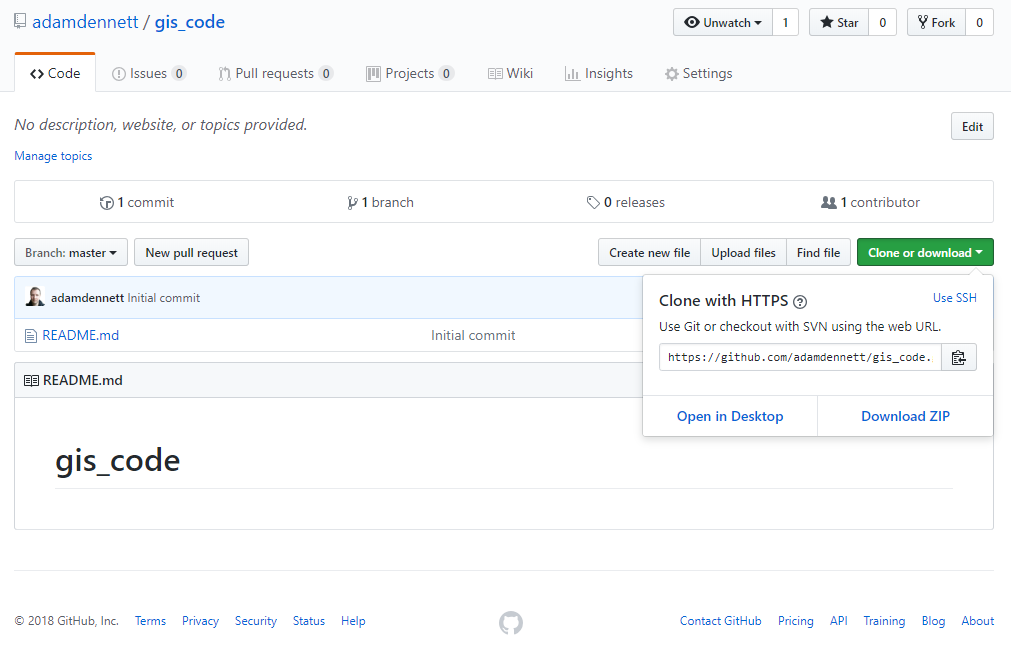 adamdennett / gis_code
Unwatch 1 Star 0 Fork 0
Code Issues 0 Pull requests 0 Projects 0 Wiki Insights Settings
No description, website, or topics provided. Edit
Manage topics
1 commit 1 branch 0 releases 1 contributor
Branch: master New pull request Create new file Upload files Find file Clone or download
adamdennett Initial commit
README.md Initial commit
Clone with HTTPS Use SSH
Use Git or checkout with SVN using the web URL.
https://github.com/adamdennett/gis_code.
Open in Desktop Download ZIP
README.md
gis_code
© 2018 GitHub, Inc. Terms Privacy Security Status Help Contact GitHub Pricing API Training Blog About